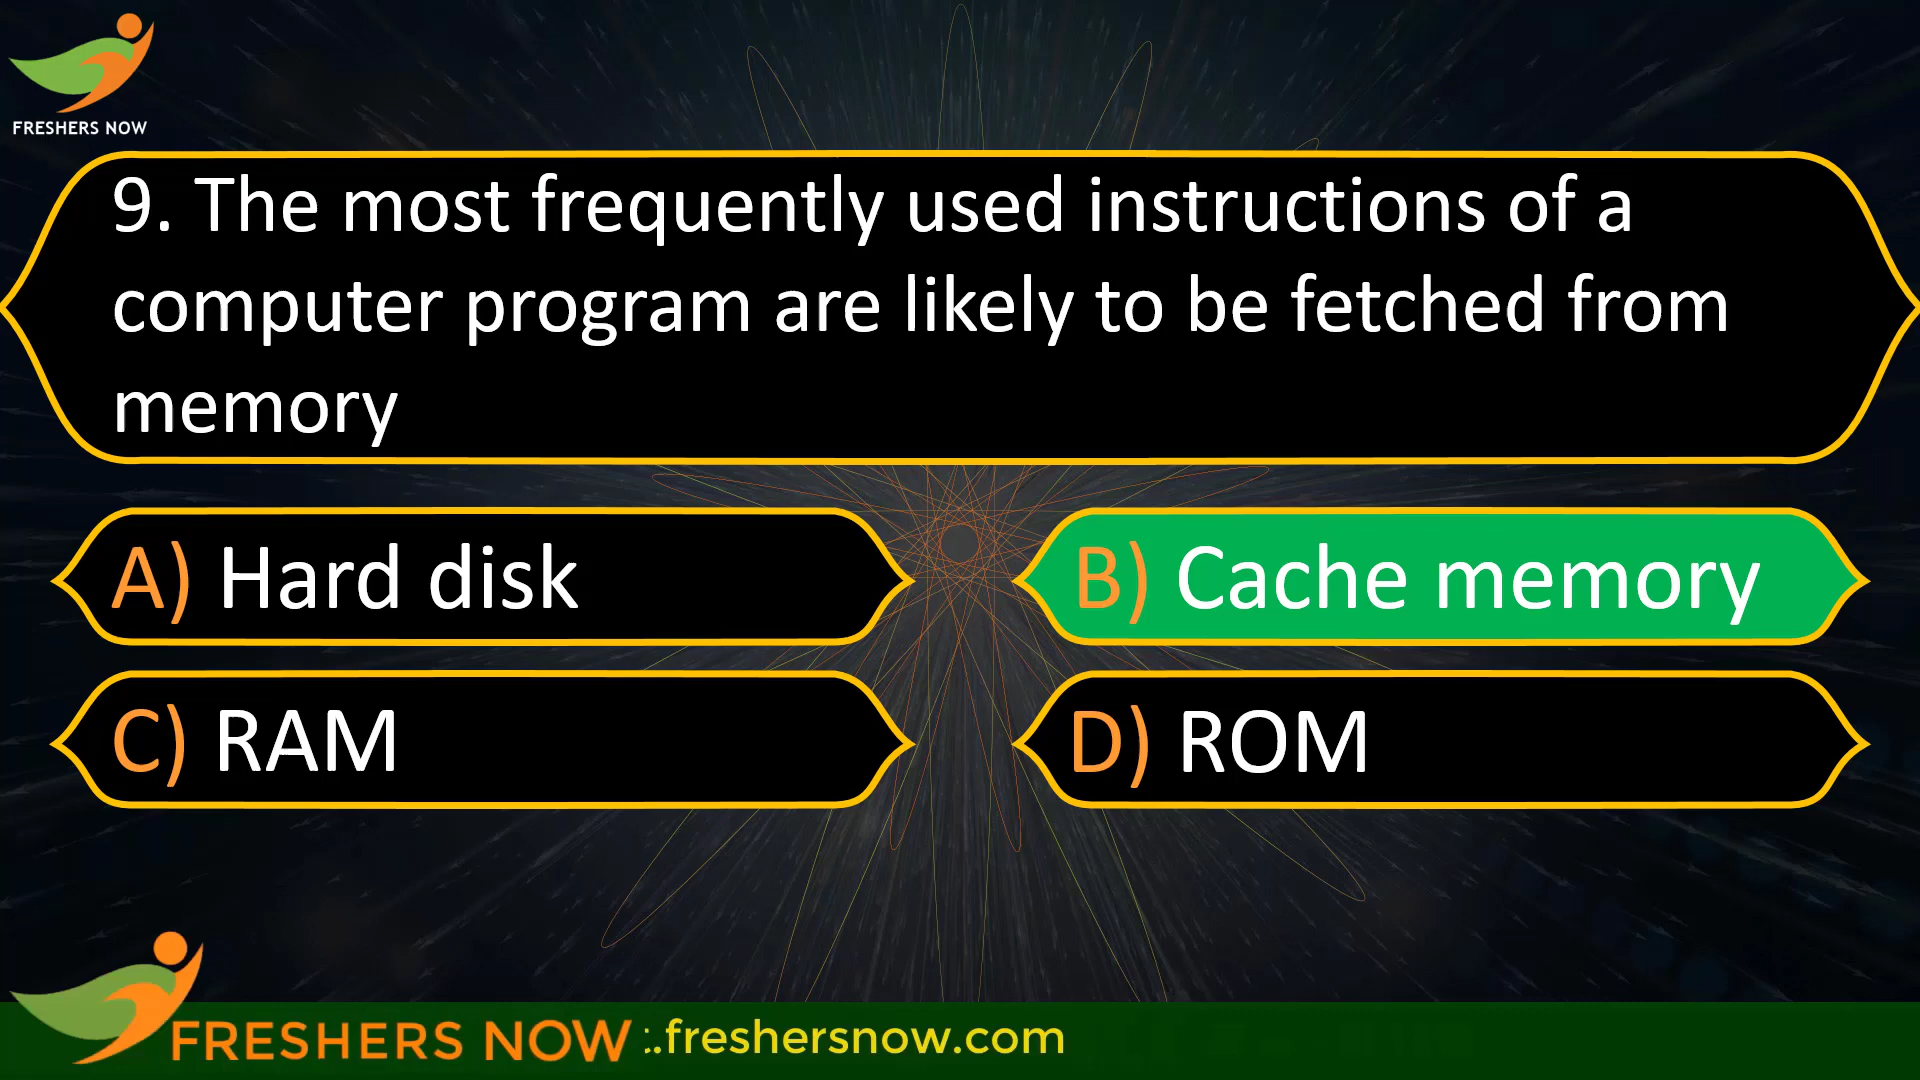 FRESHERS NOW
9. The most frequently used instructions of a
computer program are likely to be fetched from
memory
A) Hard disk
B) Cache memory
C) RAM
D) ROM
FRESHERS NOW :.freshersnow.com